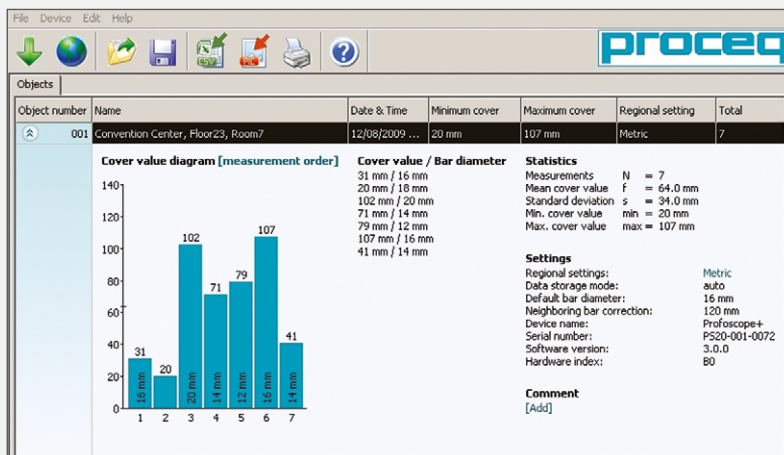 File Device Edit Help
CSV
proceq
Objects
Object number Name Date & Time Minimum cover Maximum cover Regional setting Total
001 Convention Center, Floor23, Room7 12/08/2009 ... 20 mm 107 mm Metric 7
Cover value diagram [measurement order]
140
120
100
80
60
40
20
0
31
20
102
71
79
107
41
16 mm
20 mm
14 mm
12 mm
16 mm
14 mm
1 2 3 4 5 6 7
Cover value / Bar diameter
31 mm / 16 mm
20 mm / 18 mm
102 mm / 20 mm
71 mm / 14 mm
79 mm / 12 mm
107 mm / 16 mm
41 mm / 14 mm
Statistics
Measurements N = 7
Mean cover value f = 64.0 mm
Standard deviation s = 34.0 mm
Min. cover value min = 20 mm
Max. cover value max = 107 mm
Settings
Regional settings: Metric
Data storage mode: auto
Default bar diameter: 16 mm
Neighboring bar correction: 120 mm
Device name: Profoscope+
Serial number: PS20-001-0072
Software version: 3.0.0
Hardware index: B0
Comment
[Add]